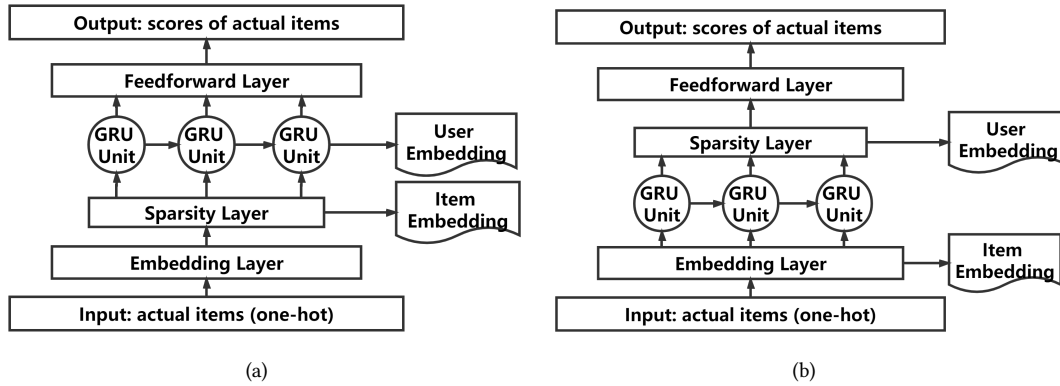 Output: scores of actual items
Feedforward Layer
GRU
Unit
GRU
Unit
GRU
Unit
User
Embedding
Sparsity Layer
Item
Embedding
Embedding Layer
Input: actual items (one-hot)
(a)
Output: scores of actual items
Feedforward Layer
Sparsity Layer
User
Embedding
GRU
Unit
GRU
Unit
GRU
Unit
Embedding Layer
Item
Embedding
Input: actual items (one-hot)
(b)